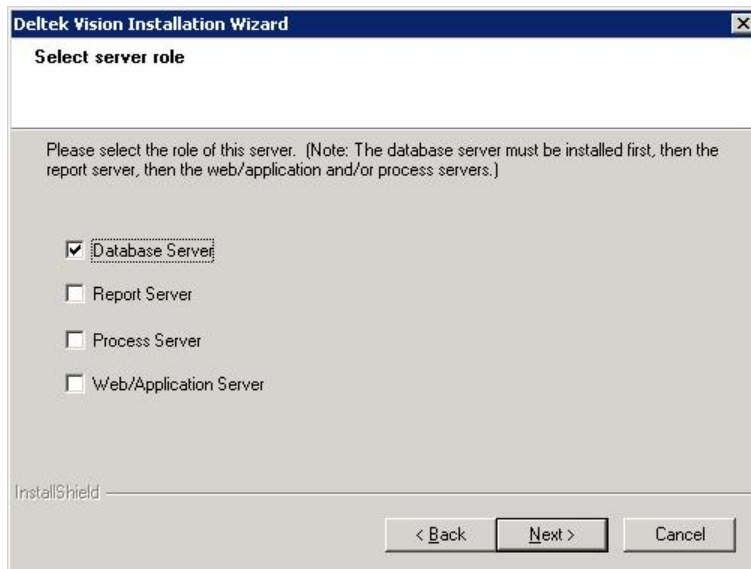 Deltek Vision Installation Wizard
Select server role
Please select the role of this server. (Note: The database server must be installed first, then the
report server, then the web/application and/or process servers.)
Database Server
Report Server
Process Server
Web/Application Server
InstallShield
< Back Next > Cancel